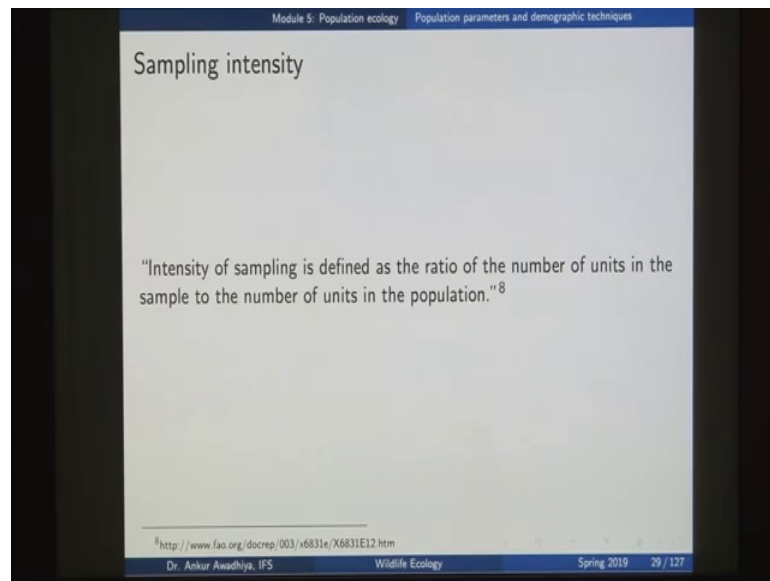 Module 5: Population ecology Population parameters and demographic techniques
Sampling intensity
“Intensity of sampling is defined as the ratio of the number of units in the
sample to the number of units in the population.”8
8http://www.fao.org/docrep/003/x6831e/X6831E12.htm
Dr. Ankur Awadhiya, IFS Wildlife Ecology Spring 2019 29 / 127